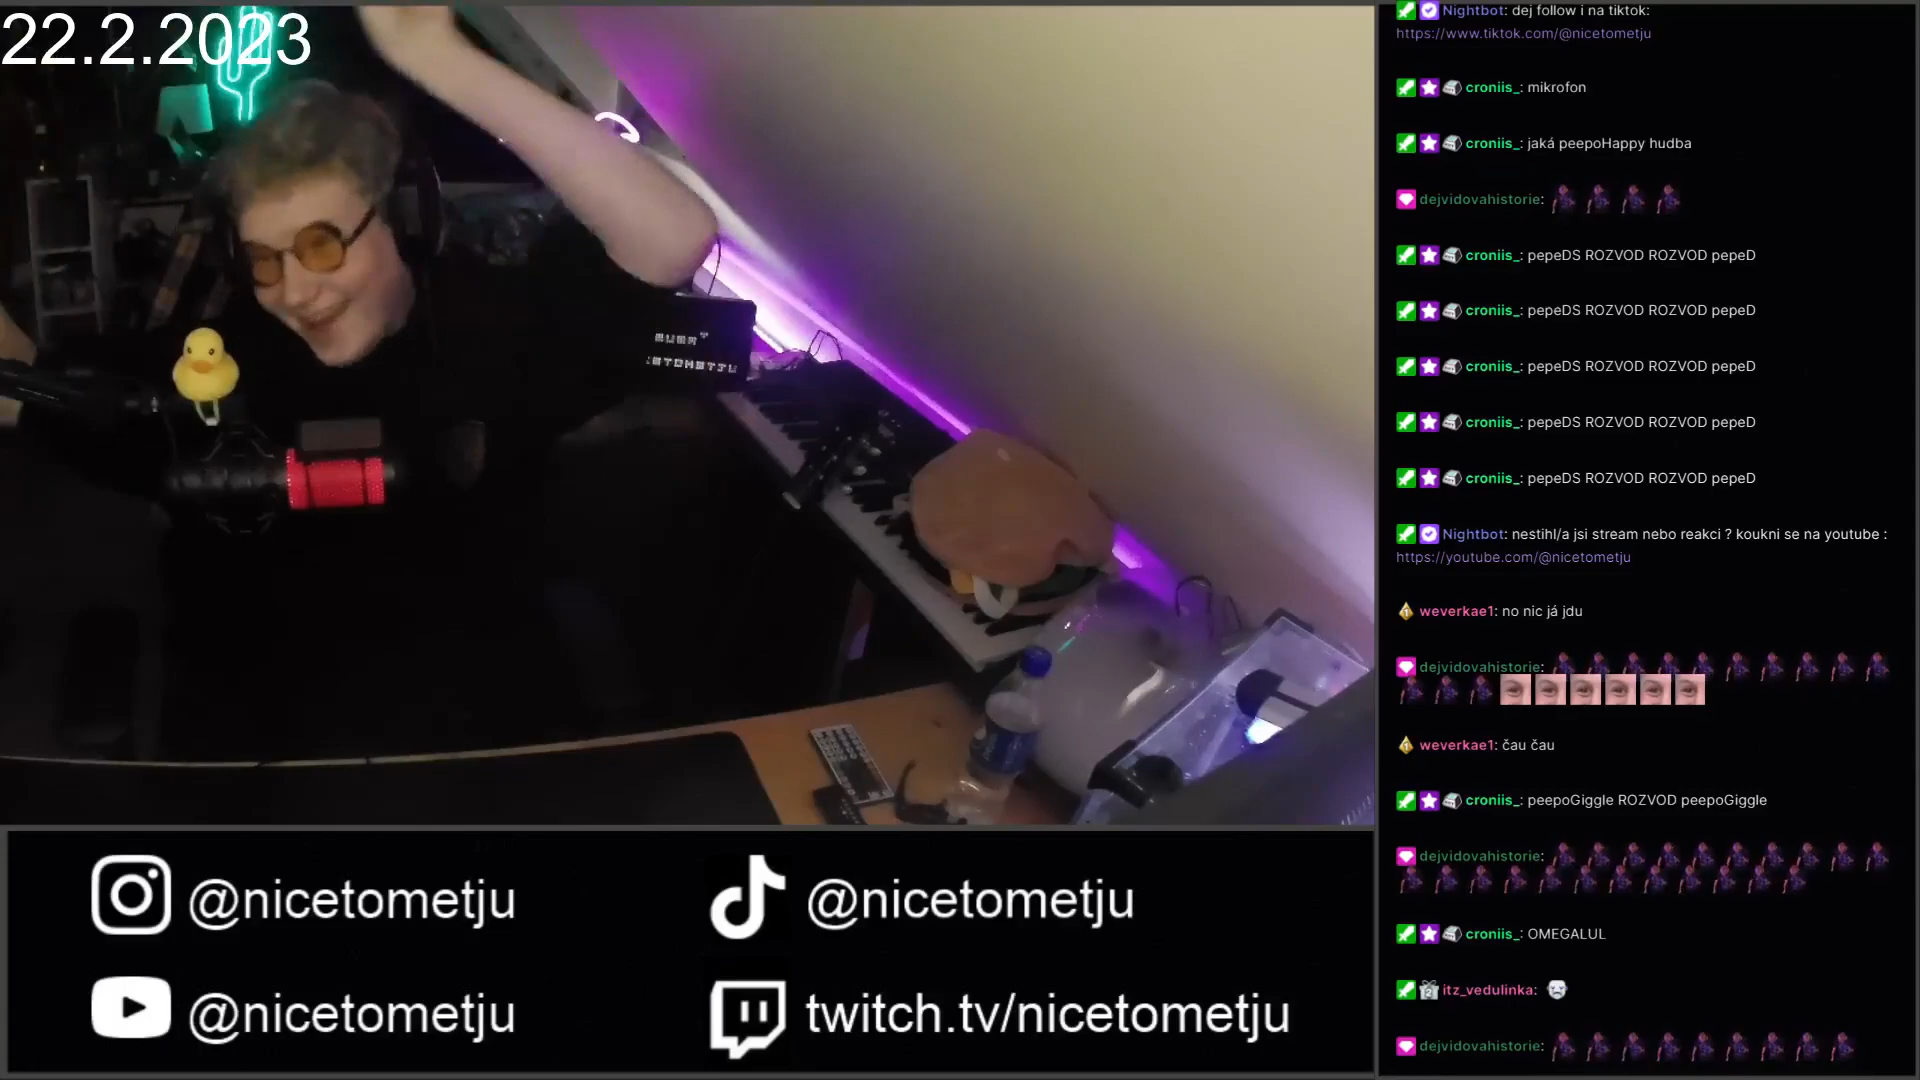 22.2.2023
Nightbot: dej follow i na tiktok:
https://www.tiktok.com/@nicetometju
croniis_: mikrofon
croniis_: jaká peepoHappy hudba
dejvidovahistorie:
croniis_: pepeDS ROZVOD ROZVOD pepeD
croniis_: pepeDS ROZVOD ROZVOD pepeD
croniis_: pepeDS ROZVOD ROZVOD pepeD
croniis_: pepeDS ROZVOD ROZVOD pepeD
croniis_: pepeDS ROZVOD ROZVOD pepeD
Nightbot: nestihl/a jsi stream nebo reakci ? koukni se na youtube :
https://youtube.com/@nicetometju
weverkae1: no nic já jdu
dejvidovahistorie:
weverkae1: čau čau
croniis_: peepoGiggle ROZVOD peepoGiggle
dejvidovahistorie:
croniis_: OMEGALUL
itz_vedulinka:
dejvidovahistorie:
@nicetometju
@nicetometju
@nicetometju
twitch.tv/nicetometju